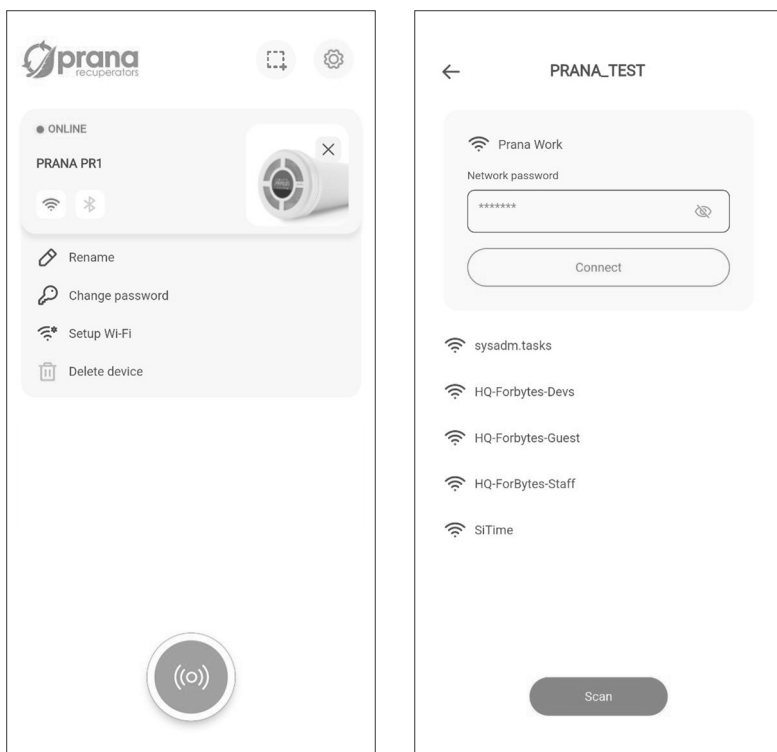 prana
recuperators
ONLINE
PRANA PR1
Rename
Change password
Setup Wi-Fi
Delete device
PRANA_TEST
Prana Work
Network password
*******
Connect
sysadm.tasks
HQ-Forbytes-Devs
HQ-Forbytes-Guest
HQ-ForBytes-Staff
SiTime
Scan